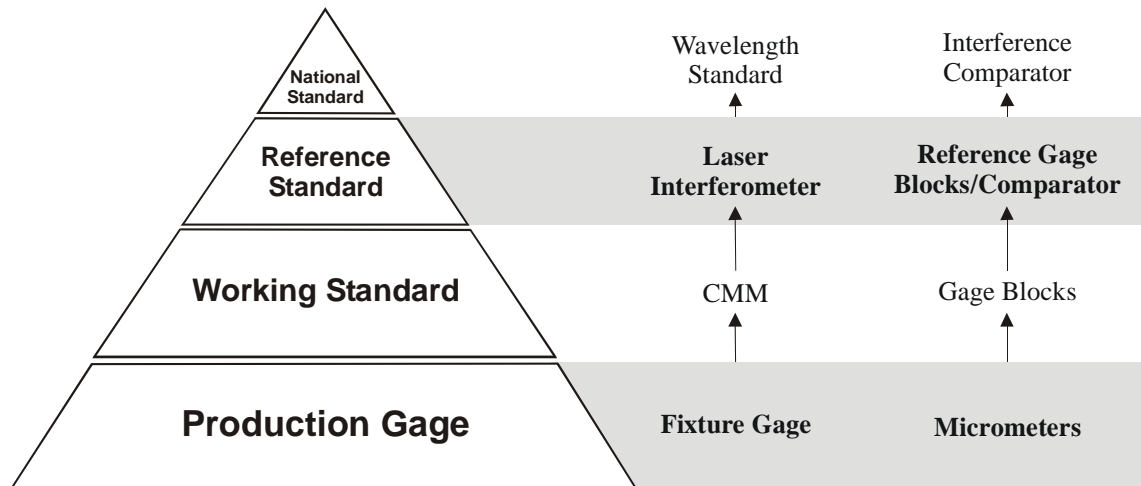 National
Standard
Wavelength
Standard
Interference
Comparator
Reference
Standard
Laser
Interferometer
Reference Gage
Blocks/Comparator
Working Standard
CMM
Gage Blocks
Production Gage
Fixture Gage
Micrometers